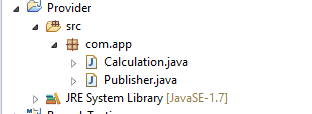 Provider
src
com.app
Calculation.java
Publisher.java
JRE System Library [JavaSE-1.7]